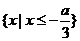 {x | x ≤ -a/3}